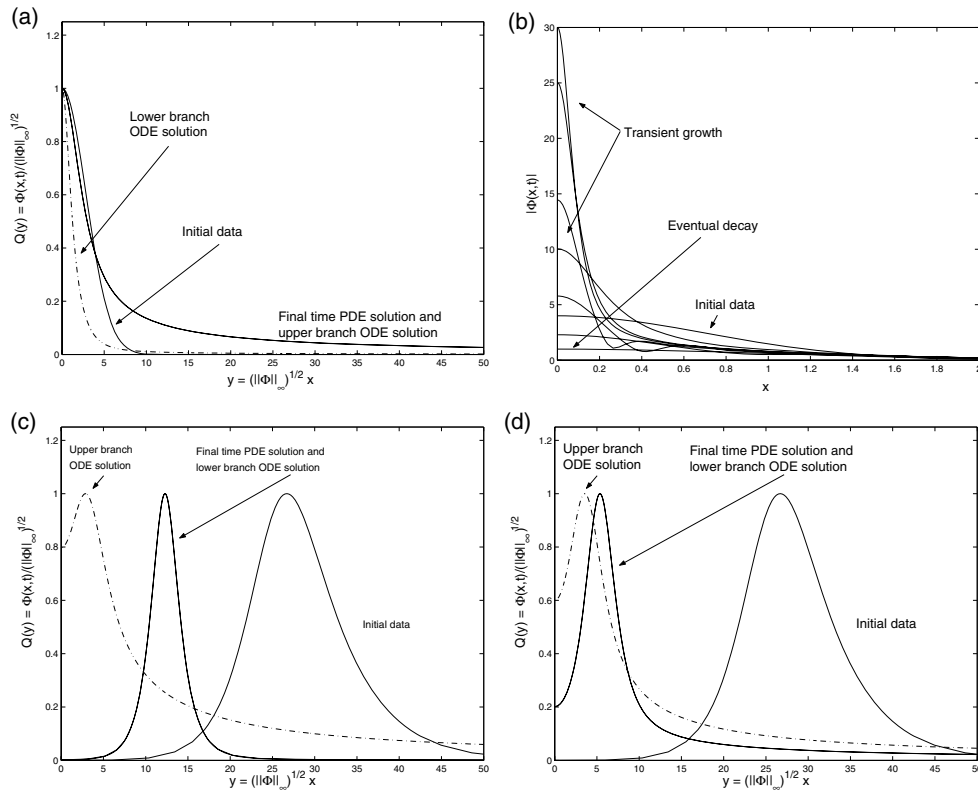 (a)
1.2
1
0.8
0.6
0.4
0.2
0
0 5 10 15 20 25 30 35 40 45 50
Q(y) = Φ(x,t)/(||Φ||∞)^1/2
y = (||Φ||∞)^1/2 x
Lower branch
ODE solution
Initial data
Final time PDE solution and
upper branch ODE solution
(b)
30
25
20
15
10
5
0
0 0.2 0.4 0.6 0.8 1 1.2 1.4 1.6 1.8 2
|Φ(x,t)|
x
Transient growth
Eventual decay
Initial data
(c)
1.2
1
0.8
0.6
0.4
0.2
0
0 5 10 15 20 25 30 35 40 45 50
Q(y) = Φ(x,t)/(||Φ||∞)^1/2
y = (||Φ||∞)^1/2 x
Upper branch
ODE solution
Final time PDE solution and
lower branch ODE solution
Initial data
(d)
1.2
1
0.8
0.6
0.4
0.2
0
0 5 10 15 20 25 30 35 40 45 50
Q(y) = Φ(x,t)/(||Φ||∞)^1/2
y = (||Φ||∞)^1/2 x
Upper branch
ODE solution
Final time PDE solution and
lower branch ODE solution
Initial data